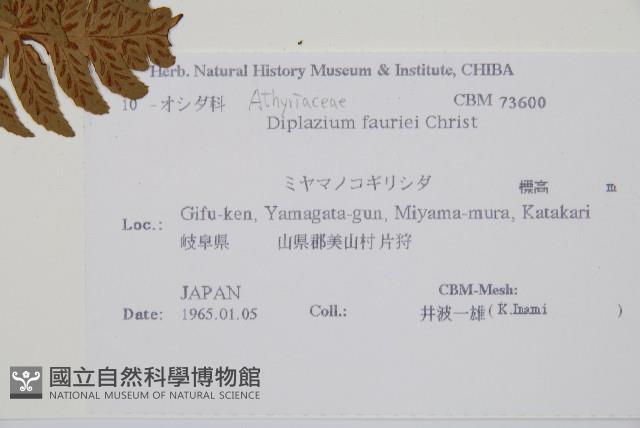 Herb. Natural History Museum & Institute, CHIBA
10 -オシダ科 Athyriaceae CBM 73600
Diplazium fauriei Christ
ミヤマノコギリシダ 標高 m
Loc.: Gifu-ken, Yamagata-gun, Miyama-mura, Katakari
岐阜県 山県郡美山村片狩
JAPAN CBM-Mesh:
Date: 1965.01.05 Coll.: 井波一雄(K.Inami )
國立自然科學博物館
NATIONAL MUSEUM OF NATURAL SCIENCE